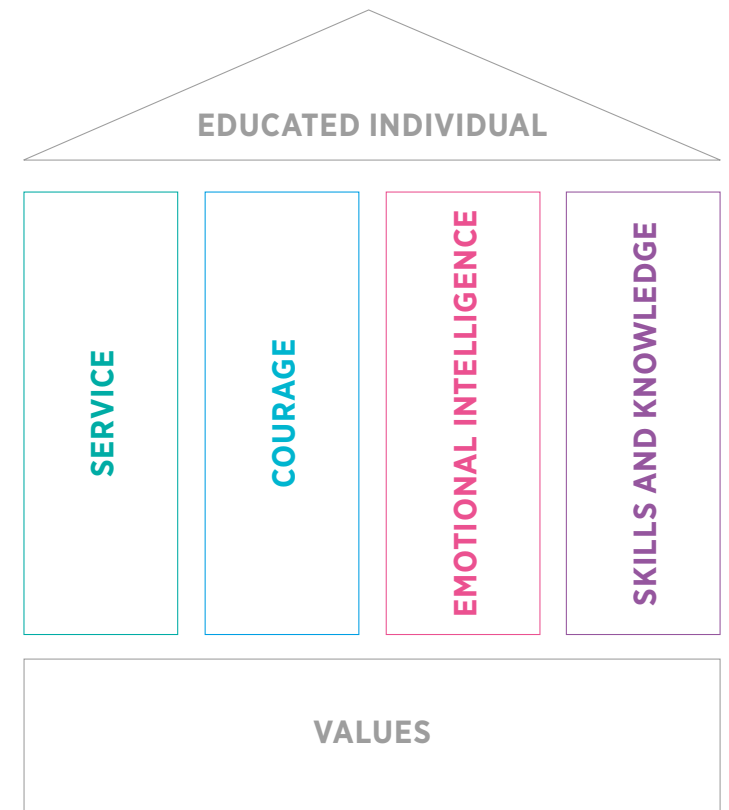 EDUCATED INDIVIDUAL
SERVICE
COURAGE
EMOTIONAL INTELLIGENCE
SKILLS AND KNOWLEDGE
VALUES